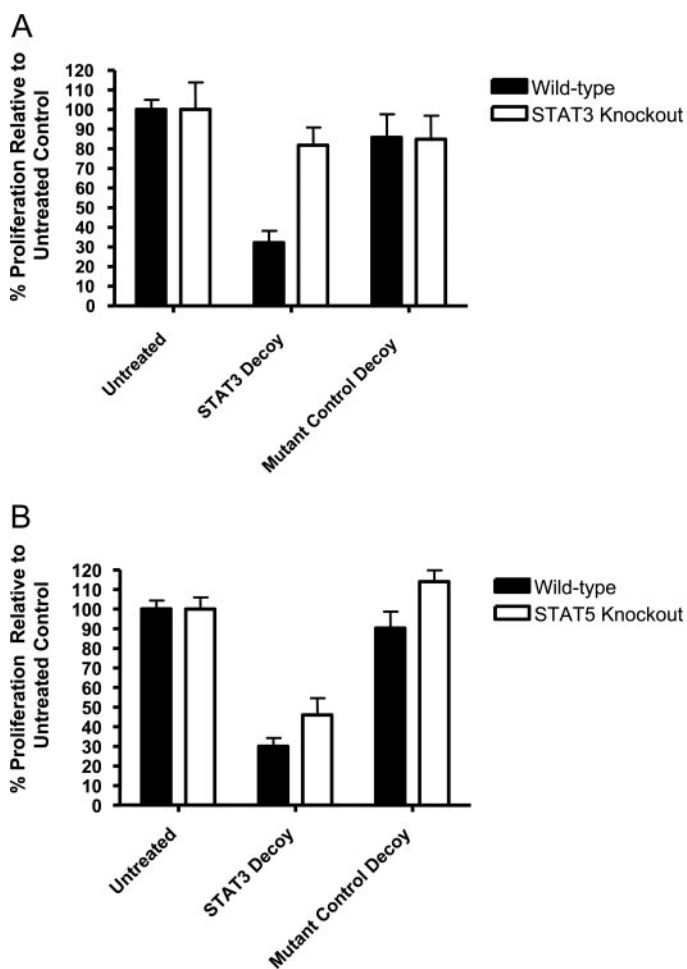 A
% Proliferation Relative to
Untreated Control
120
110
100
90
80
70
60
50
40
30
20
10
0
Untreated
STAT3 Decoy
Mutant Control Decoy
Wild-type
STAT3 Knockout
B
% Proliferation Relative to
Untreated Control
120
110
100
90
80
70
60
50
40
30
20
10
0
Untreated
STAT3 Decoy
Mutant Control Decoy
Wild-type
STAT5 Knockout